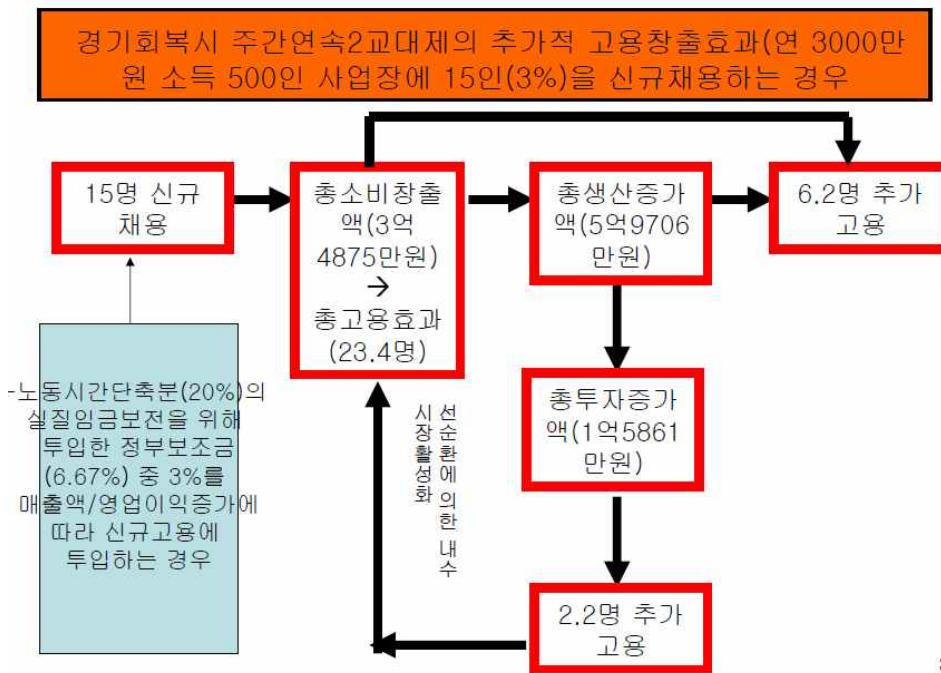 경기회복시 주간연속2교대제의 추가적 고용창출효과(연 3000만
원 소득 500인 사업장에 15인(3%)을 신규채용하는 경우
15명 신규
채용
총소비창출
액(3억
4875만원)
→
총고용효과
(23.4명)
총생산증가
액(5억9706
만원)
6.2명 추가
고용
-노동시간단축분(20%)의
실질임금보전을 위해
투입한 정부보조금
(6.67%) 중 3%를
매출액/영업이익증가에
따라 신규고용에
투입하는 경우
선순환에 의한 내수
시장활성화
총투자증가
액(1억5861
만원)
2.2명 추가
고용